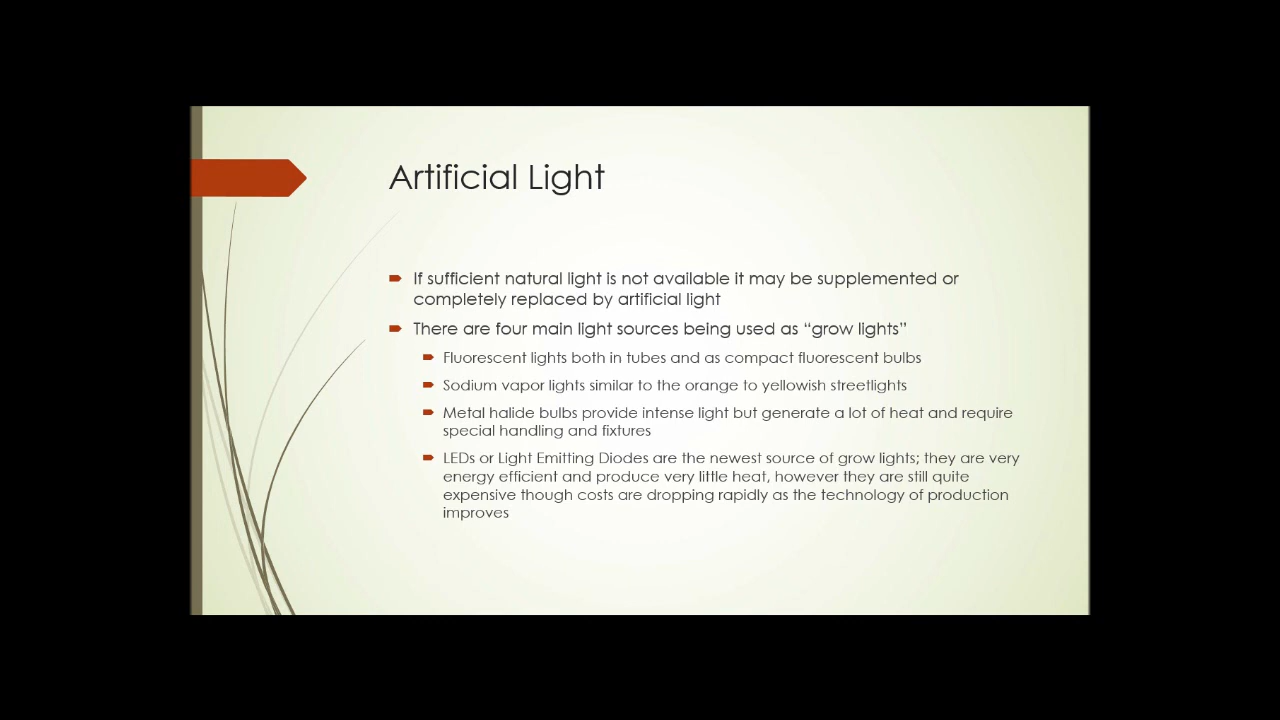 Artificial Light
If sufficient natural light is not available it may be supplemented or
completely replaced by artificial light
There are four main light sources being used as “grow lights”
Fluorescent lights both in tubes and as compact fluorescent bulbs
Sodium vapor lights similar to the orange to yellowish streetlights
Metal halide bulbs provide intense light but generate a lot of heat and require
special handling and fixtures
LEDs or Light Emitting Diodes are the newest source of grow lights; they are very
energy efficient and produce very little heat, however they are still quite
expensive though costs are dropping rapidly as the technology of production
improves